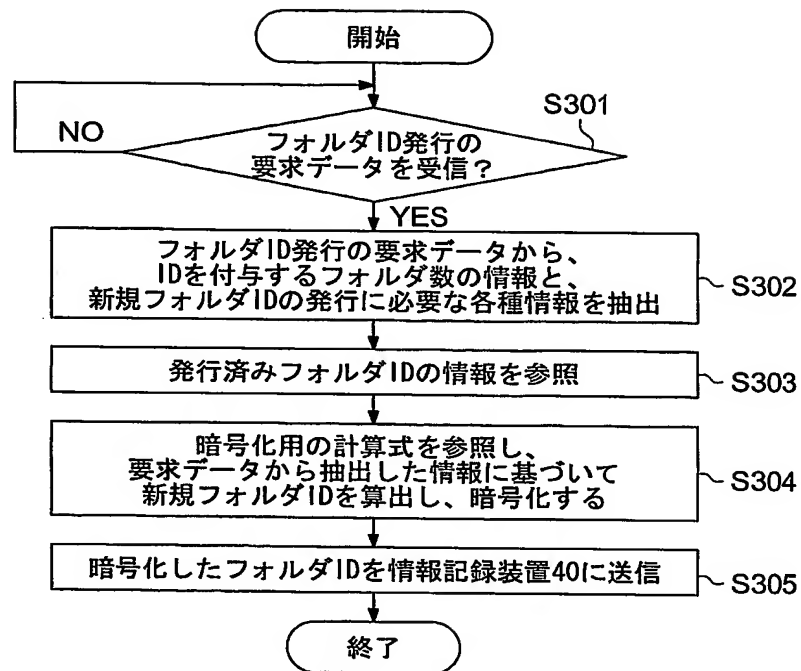 開始
S301
NO
フォルダID発行の
要求データを受信？
YES
フォルダID発行の要求データから、
IDを付与するフォルダ数の情報と、
新規フォルダIDの発行に必要な各種情報を抽出
S302
発行済みフォルダIDの情報を参照
S303
暗号化用の計算式を参照し、
要求データから抽出した情報に基づいて
新規フォルダIDを算出し、暗号化する
S304
暗号化したフォルダIDを情報記録装置40に送信
S305
終了